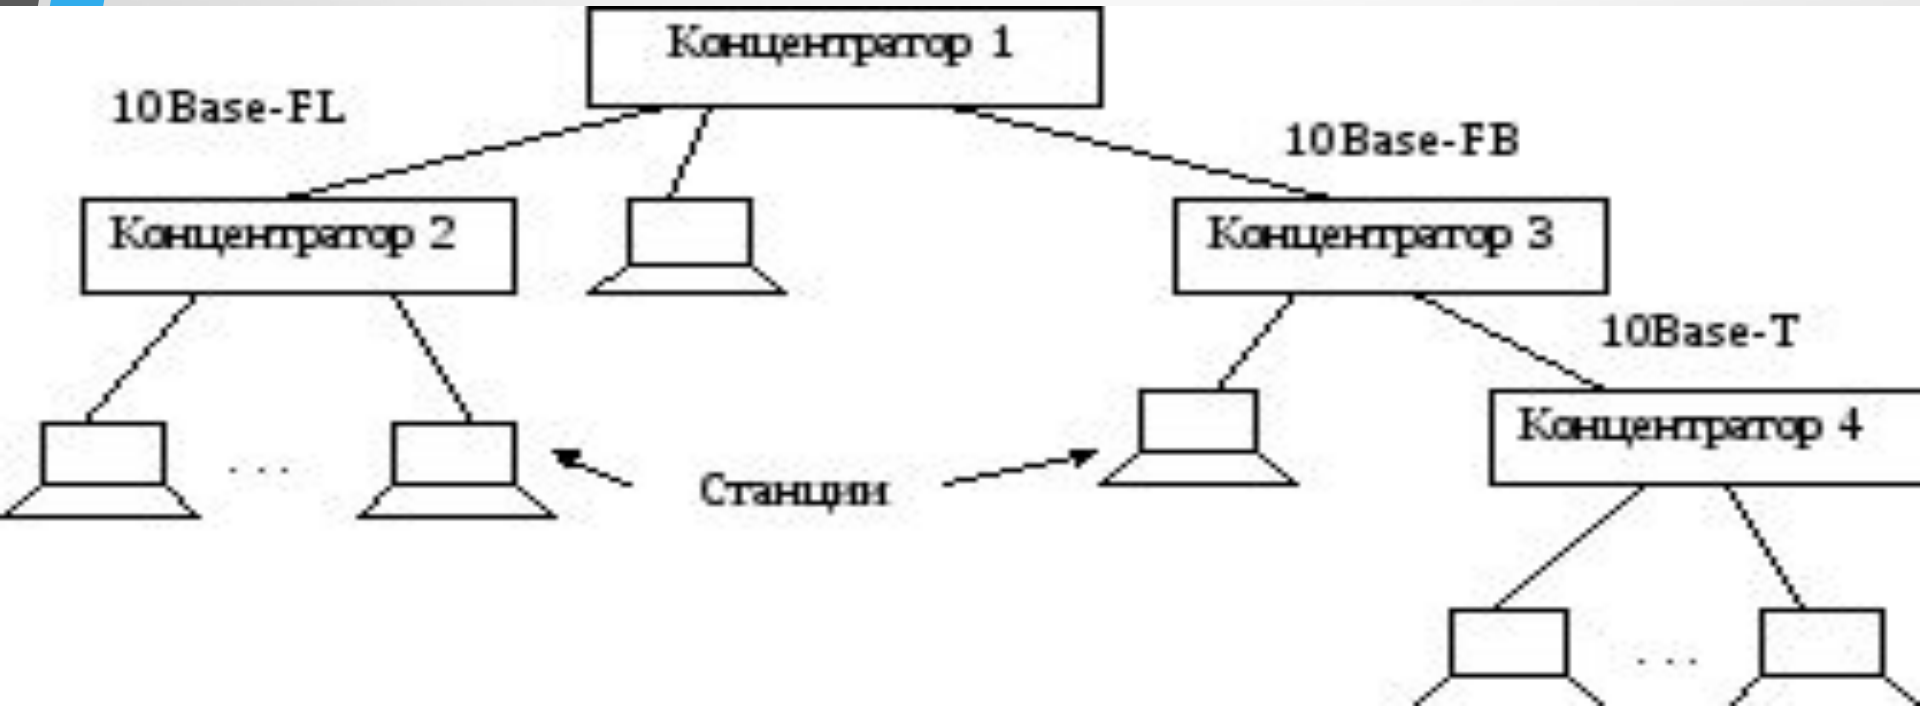 Концентратор 1
10Base-FL
10Base-FB
Концентратор 2
Концентратор 3
10Base-T
Концентратор 4
. . .
Станции
. . .